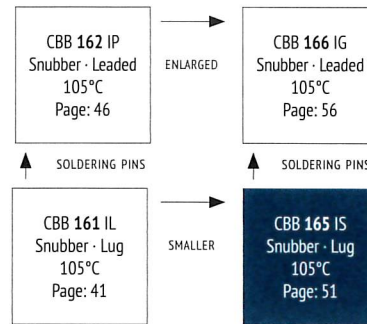 CBB 162 IP
Snubber · Leaded
105°C
Page: 46
ENLARGED
CBB 166 IG
Snubber · Leaded
105°C
Page: 56
SOLDERING PINS
SOLDERING PINS
CBB 161 IL
Snubber · Lug
105°C
Page: 41
SMALLER
CBB 165 IS
Snubber · Lug
105°C
Page: 51